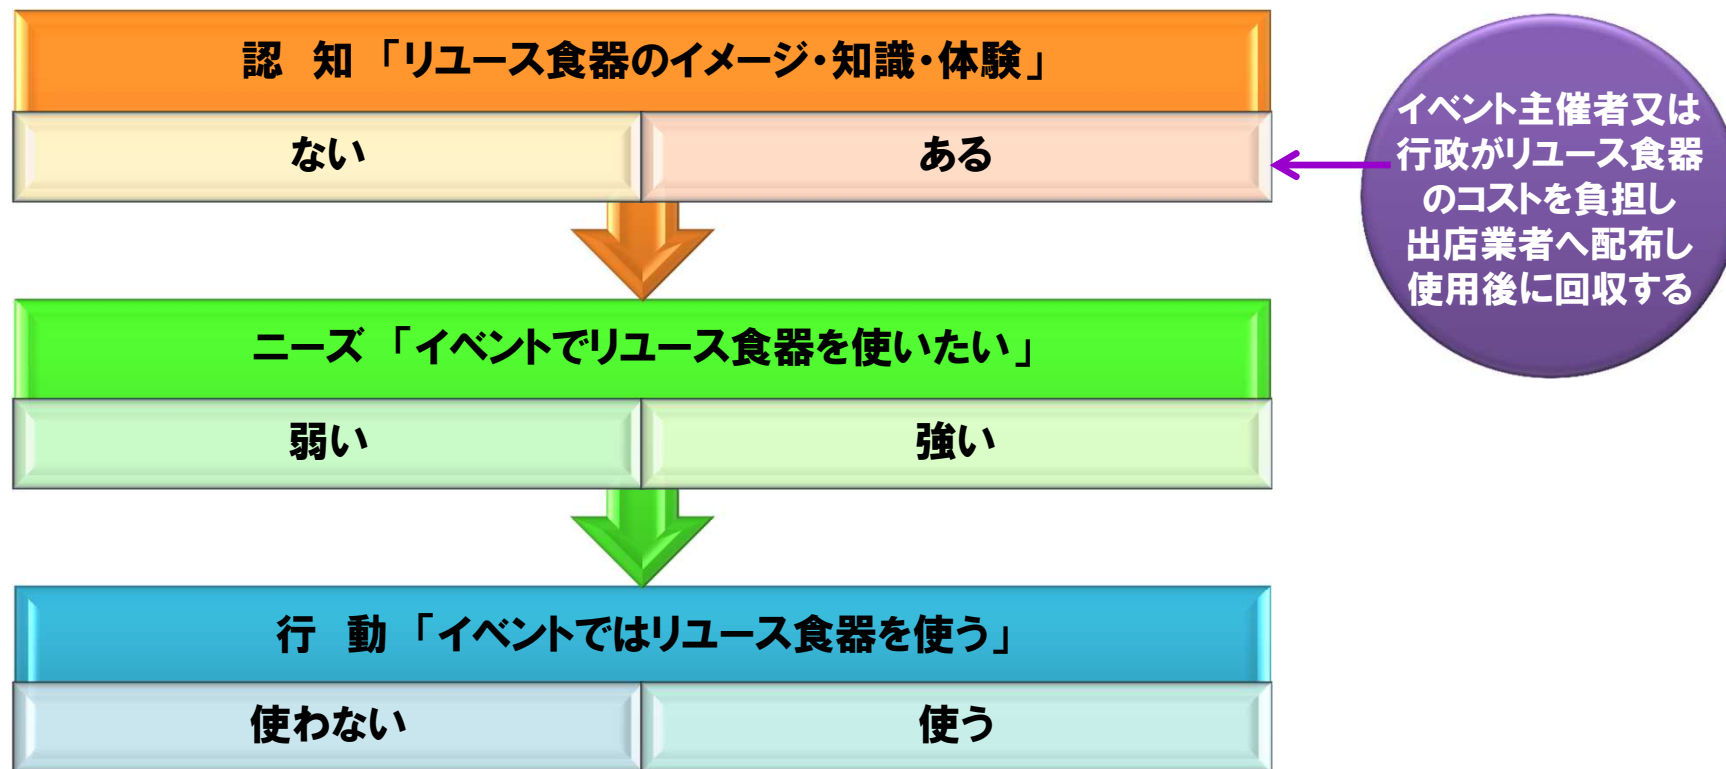 認　知 「リユース食器のイメージ・知識・体験」
ない
ある
イベント主催者又は
行政がリユース食器
のコストを負担し
出店業者へ配布し
使用後に回収する
ニーズ 「イベントでリユース食器を使いたい」
弱い
強い
行　動 「イベントではリユース食器を使う」
使わない
使う